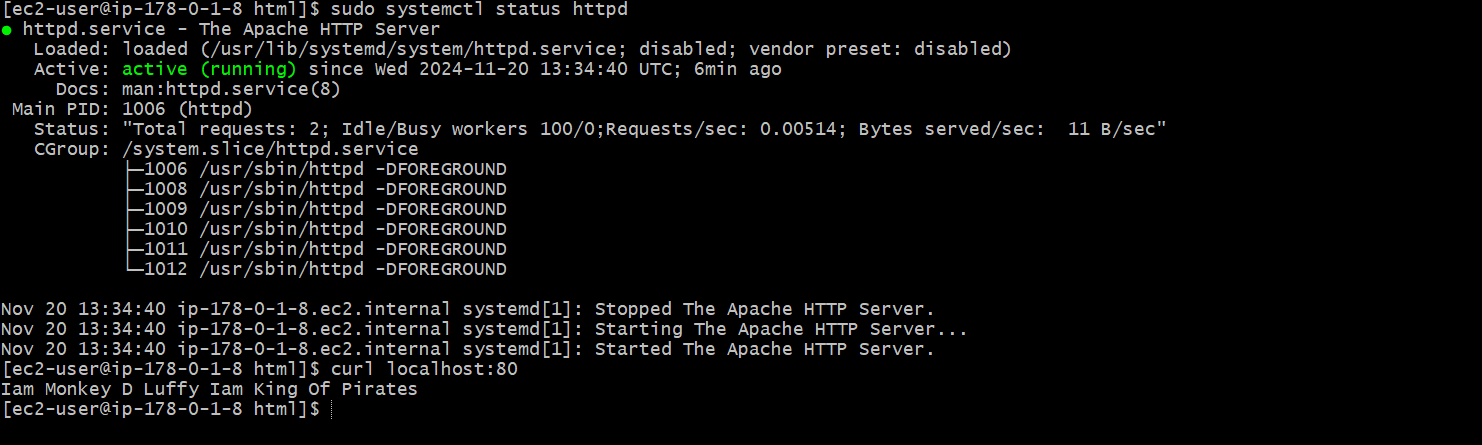 [ec2-user@ip-178-0-1-8 html]$ sudo systemctl status httpd
● httpd.service - The Apache HTTP Server
   Loaded: loaded (/usr/lib/systemd/system/httpd.service; disabled; vendor preset: disabled)
   Active: active (running) since Wed 2024-11-20 13:34:40 UTC; 6min ago
     Docs: man:httpd.service(8)
 Main PID: 1006 (httpd)
   Status: "Total requests: 2; Idle/Busy workers 100/0;Requests/sec: 0.00514; Bytes served/sec:  11 B/sec"
   CGroup: /system.slice/httpd.service
           ├─1006 /usr/sbin/httpd -DFOREGROUND
           ├─1008 /usr/sbin/httpd -DFOREGROUND
           ├─1009 /usr/sbin/httpd -DFOREGROUND
           ├─1010 /usr/sbin/httpd -DFOREGROUND
           ├─1011 /usr/sbin/httpd -DFOREGROUND
           └─1012 /usr/sbin/httpd -DFOREGROUND

Nov 20 13:34:40 ip-178-0-1-8.ec2.internal systemd[1]: Stopped The Apache HTTP Server.
Nov 20 13:34:40 ip-178-0-1-8.ec2.internal systemd[1]: Starting The Apache HTTP Server...
Nov 20 13:34:40 ip-178-0-1-8.ec2.internal systemd[1]: Started The Apache HTTP Server.
[ec2-user@ip-178-0-1-8 html]$ curl localhost:80
Iam Monkey D Luffy Iam King Of Pirates
[ec2-user@ip-178-0-1-8 html]$